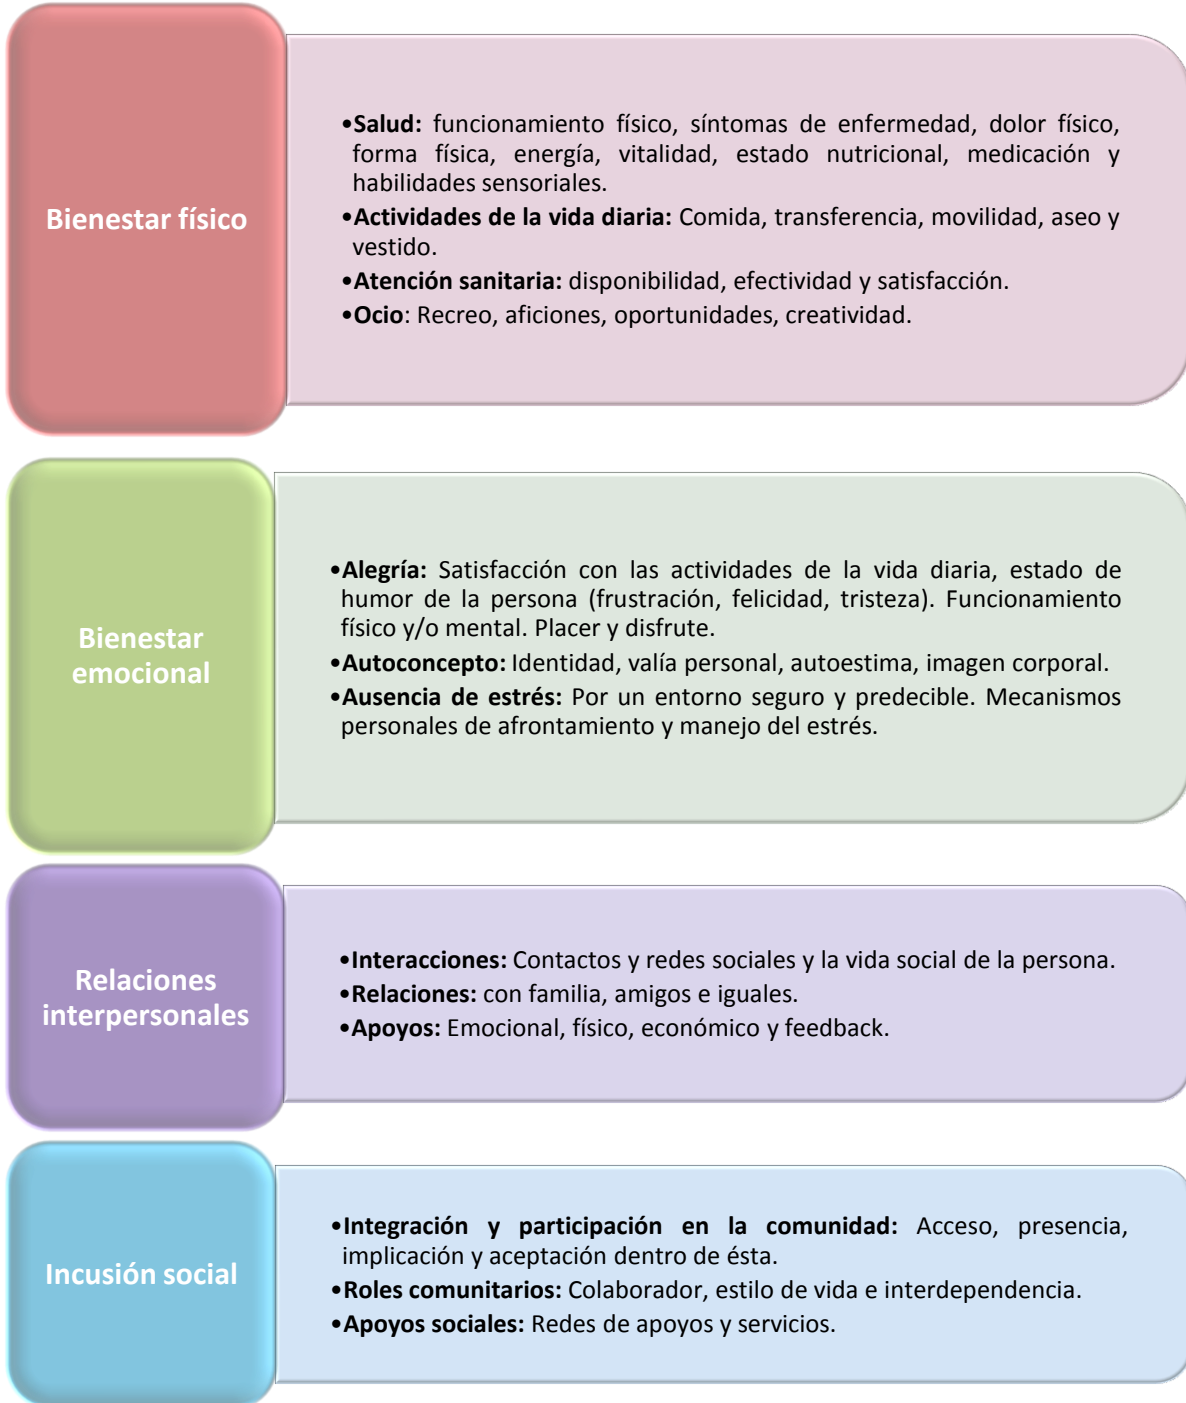 Bienestar físico
•Salud: funcionamiento físico, síntomas de enfermedad, dolor físico,
forma física, energía, vitalidad, estado nutricional, medicación y
habilidades sensoriales.
•Actividades de la vida diaria: Comida, transferencia, movilidad, aseo y
vestido.
•Atención sanitaria: disponibilidad, efectividad y satisfacción.
•Ocio: Recreo, aficiones, oportunidades, creatividad.
Bienestar
emocional
•Alegría: Satisfacción con las actividades de la vida diaria, estado de
humor de la persona (frustración, felicidad, tristeza). Funcionamiento
físico y/o mental. Placer y disfrute.
•Autoconcepto: Identidad, valía personal, autoestima, imagen corporal.
•Ausencia de estrés: Por un entorno seguro y predecible. Mecanismos
personales de afrontamiento y manejo del estrés.
Relaciones
interpersonales
•Interacciones: Contactos y redes sociales y la vida social de la persona.
•Relaciones: con familia, amigos e iguales.
•Apoyos: Emocional, físico, económico y feedback.
Incusión social
•Integración y participación en la comunidad: Acceso, presencia,
implicación y aceptación dentro de ésta.
•Roles comunitarios: Colaborador, estilo de vida e interdependencia.
•Apoyos sociales: Redes de apoyos y servicios.